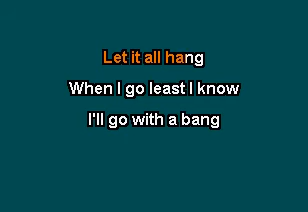 Let it all hang
When I go least I know
I'll go with a bang